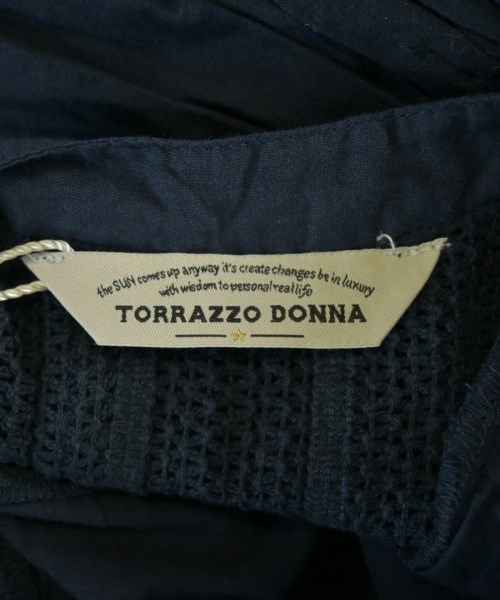 the SUN comes up anyway it's create changes be in luxury
with wisdom to personal real life
TORRAZZO DONNA